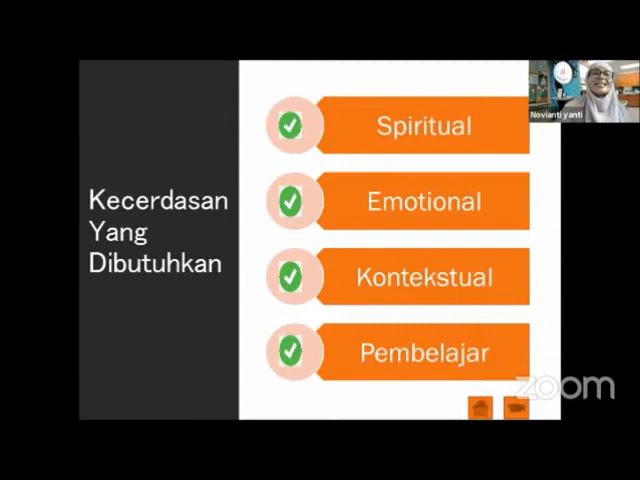 Kecerdasan
Yang
Dibutuhkan
Spiritual
Emotional
Kontekstual
Pembelajar
Novianti yanti
zoom